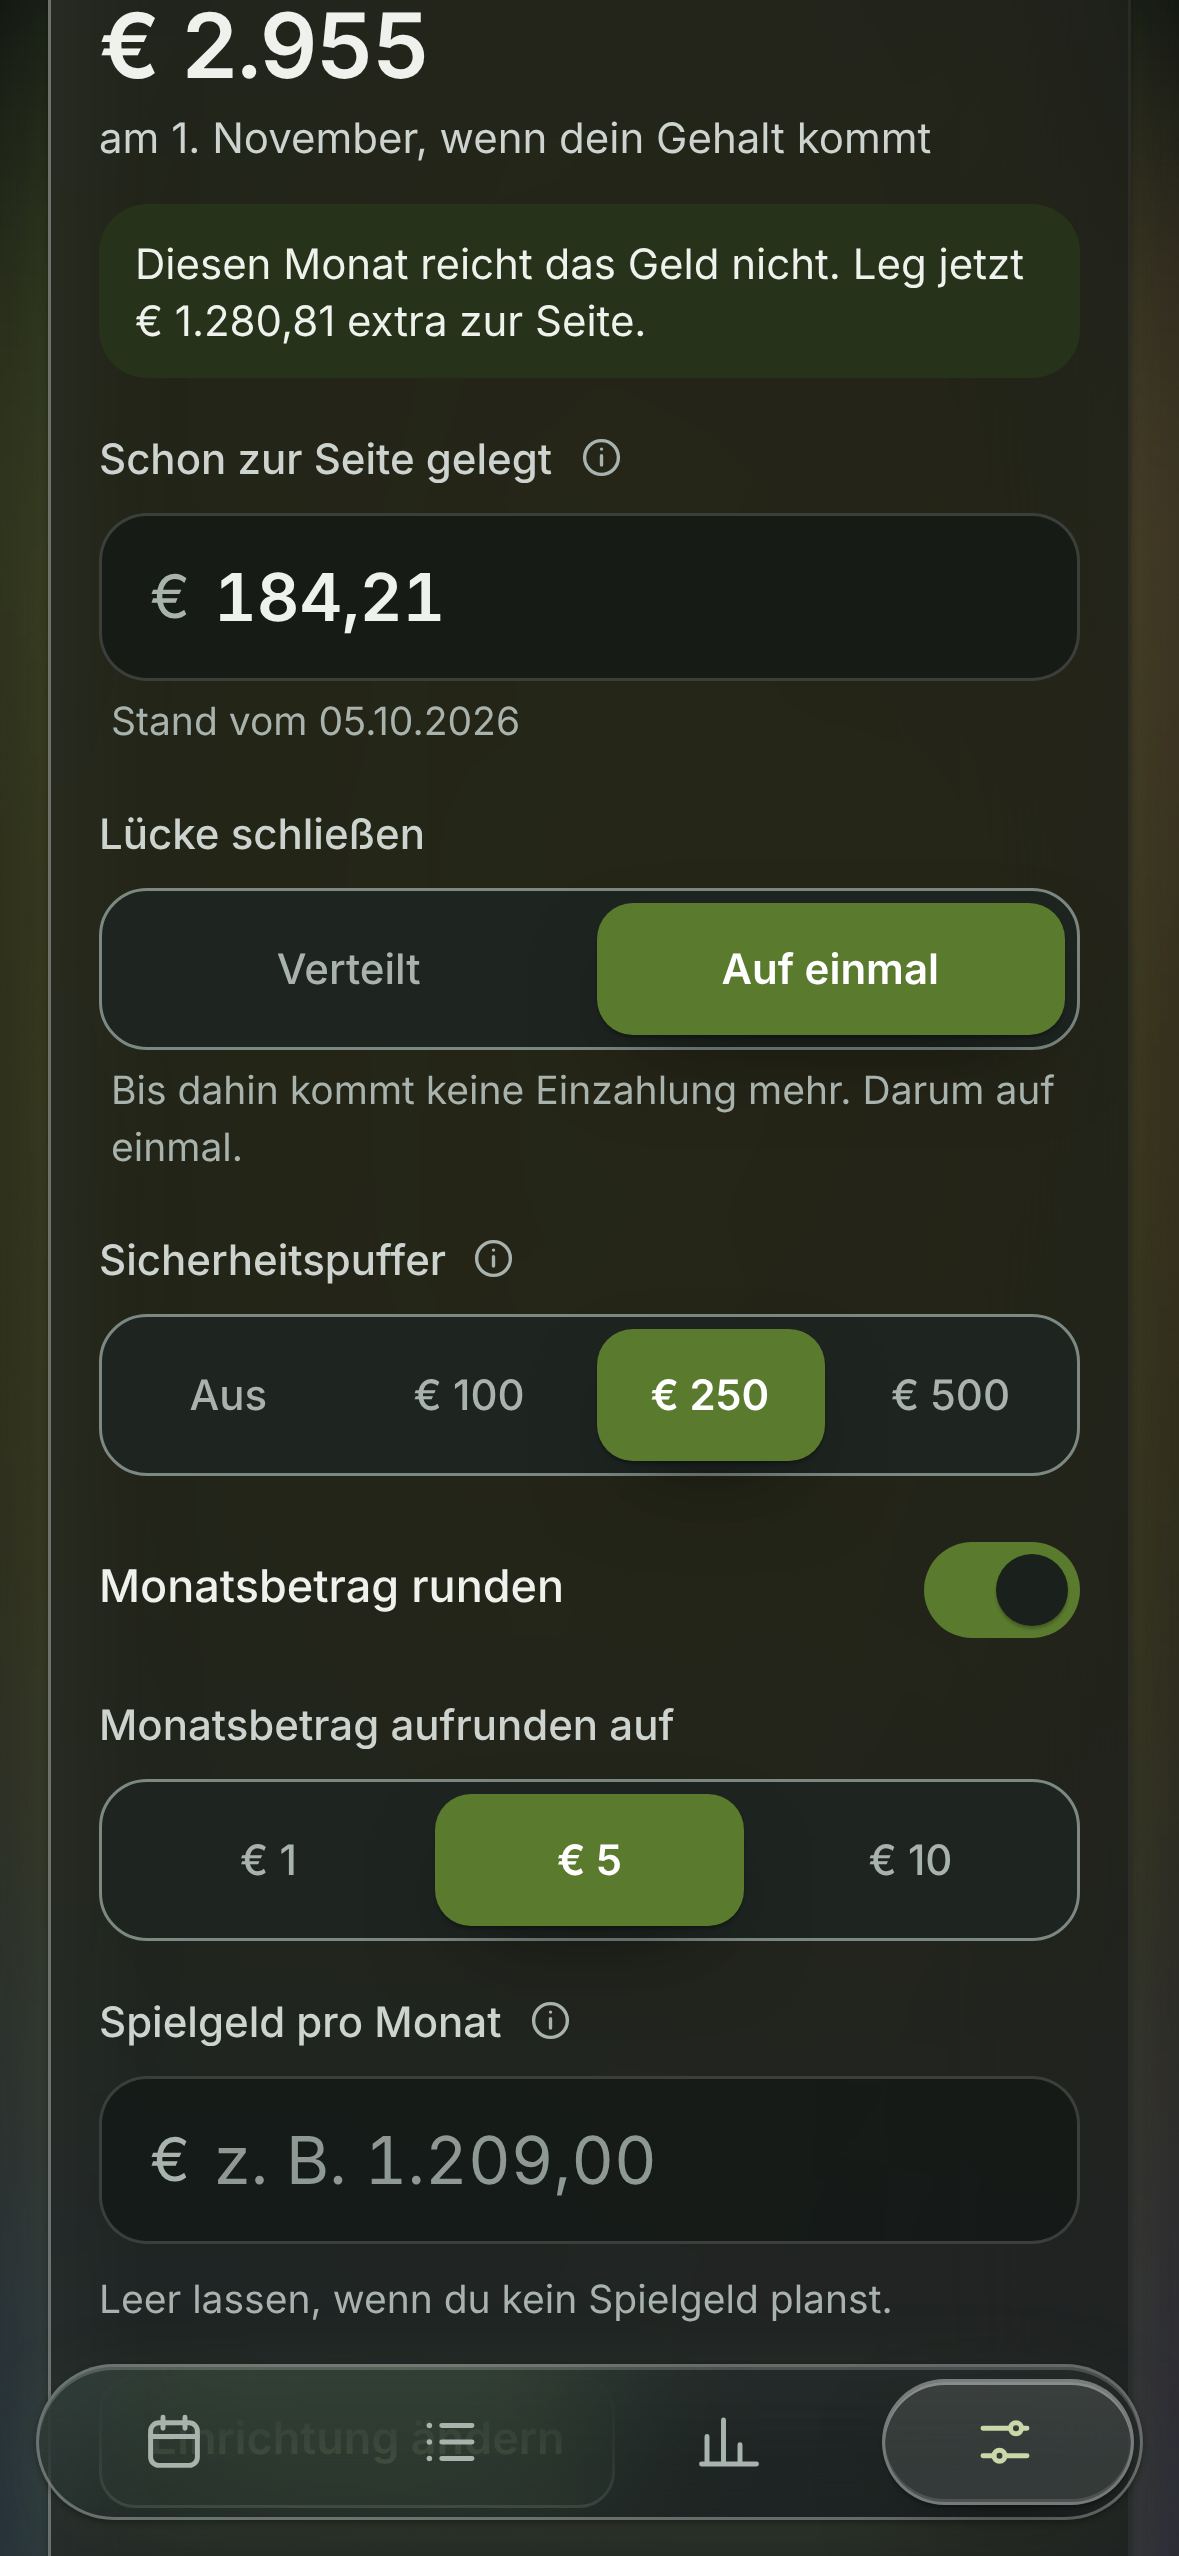 € 2.955
am 1. November, wenn dein Gehalt kommt
Diesen Monat reicht das Geld nicht. Leg jetzt
€ 1.280,81 extra zur Seite.
Schon zur Seite gelegt
€ 184,21
Stand vom 05.10.2026
Lücke schließen
Verteilt Auf einmal
Bis dahin kommt keine Einzahlung mehr. Darum auf
einmal.
Sicherheitspuffer
Aus € 100 € 250 € 500
Monatsbetrag runden
Monatsbetrag aufrunden auf
€ 1 € 5 € 10
Spielgeld pro Monat
€ z. B. 1.209,00
Leer lassen, wenn du kein Spielgeld planst.
Einrichtung ändern